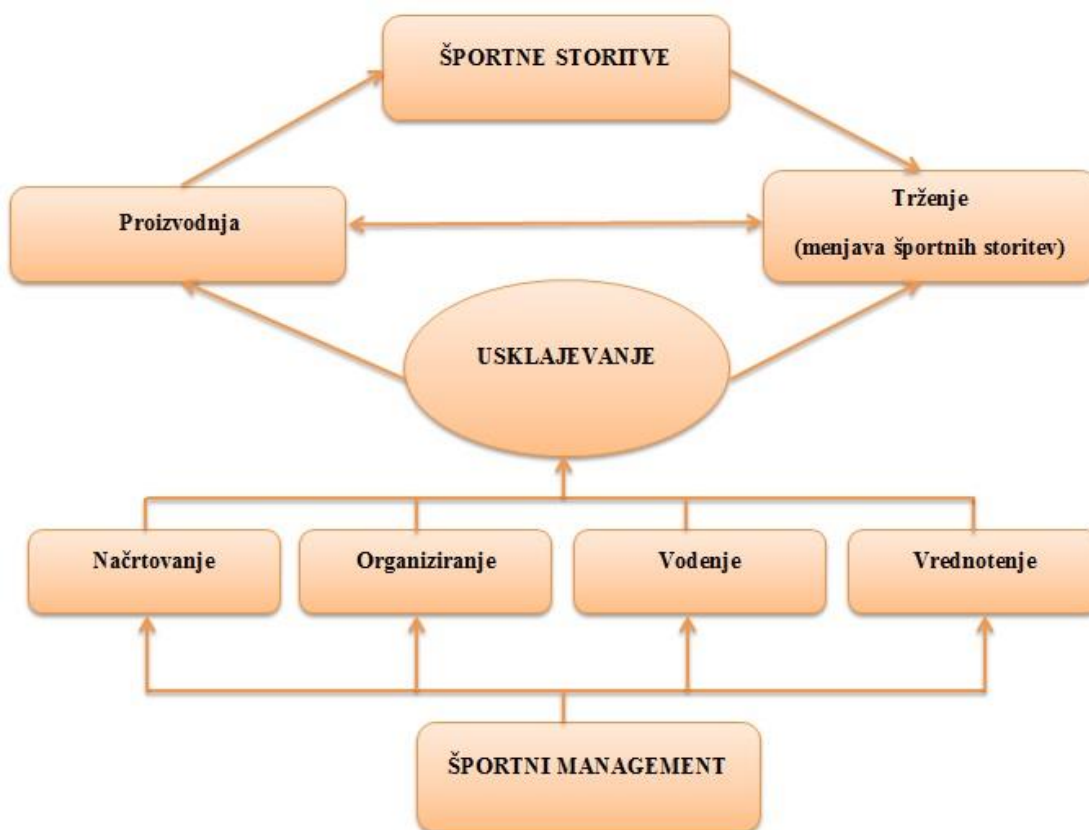 ŠPORTNE STORITVE
Proizvodnja
Trženje
(menjava športnih storitev)
USKLAJEVANJE
Načrtovanje
Organiziranje
Vodenje
Vrednotenje
ŠPORTNI MANAGEMENT